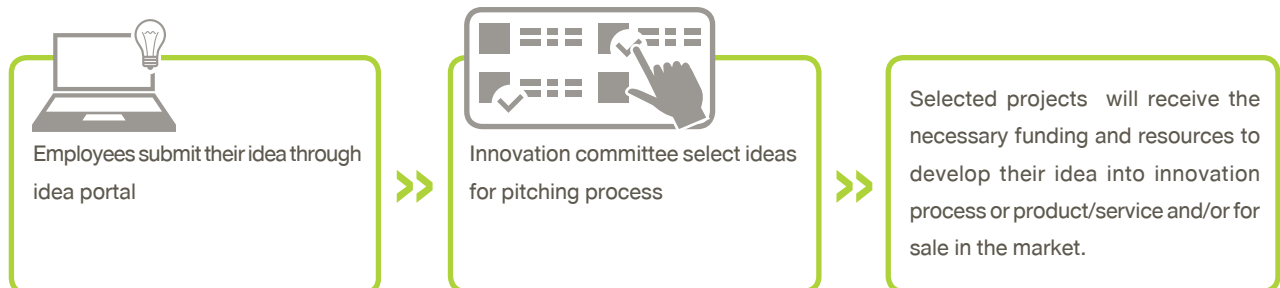 Employees submit their idea through
idea portal
Innovation committee select ideas
for pitching process
Selected projects will receive the
necessary funding and resources to
develop their idea into innovation
process or product/service and/or for
sale in the market.